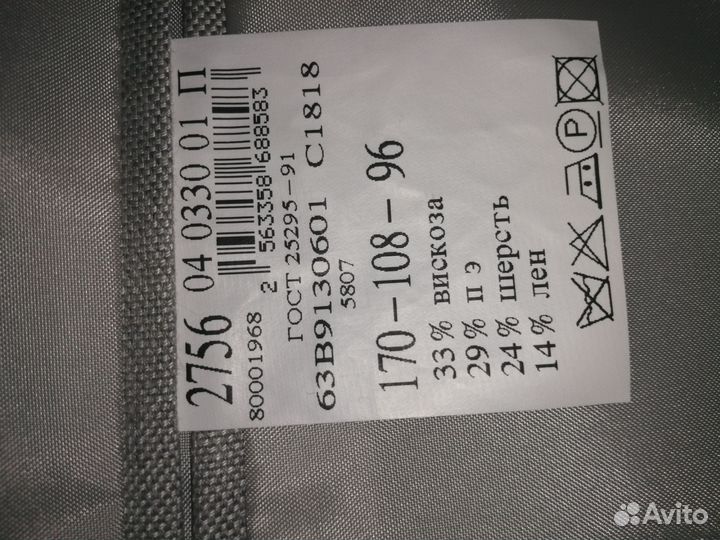 2756 04 0330 01 П
80001968 2 563358 688583
ГОСТ 25295-91
63В9130601 С1818
5807
170-108-96
33% вискоза
29% п э
24% шерсть
14% лен
P
Avito